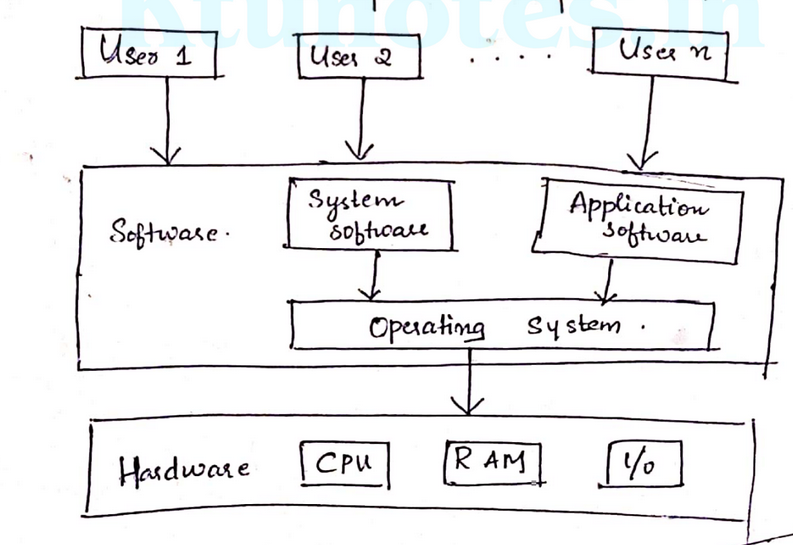 Ktunotes.in
User 1
User 2
. . . .
User n
Software.
System
software
Application
software
Operating System.
Hardware
CPU
RAM
I/O